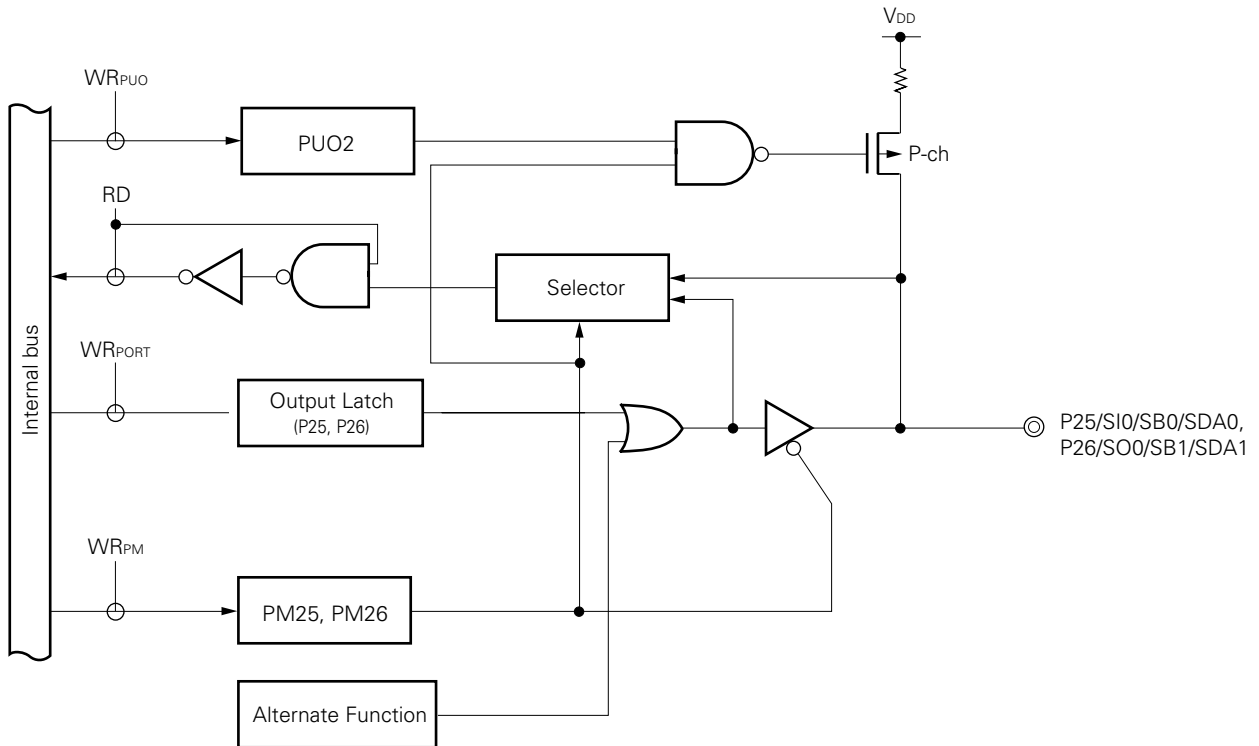 VDD
WRPUO
PUO2
P-ch
RD
Selector
WRPORT
Internal bus
Output Latch
(P25, P26)
P25/SI0/SB0/SDA0,
P26/SO0/SB1/SDA1
WRPM
PM25, PM26
Alternate Function